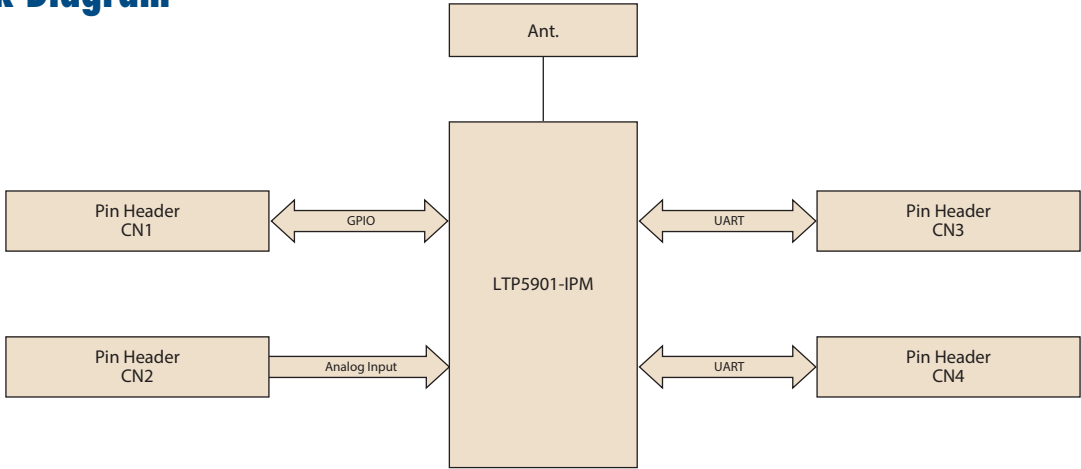 Diagram
Ant.
Pin Header
CN1
GPIO
UART
Pin Header
CN3
LTP5901-IPM
Pin Header
CN2
Analog Input
UART
Pin Header
CN4